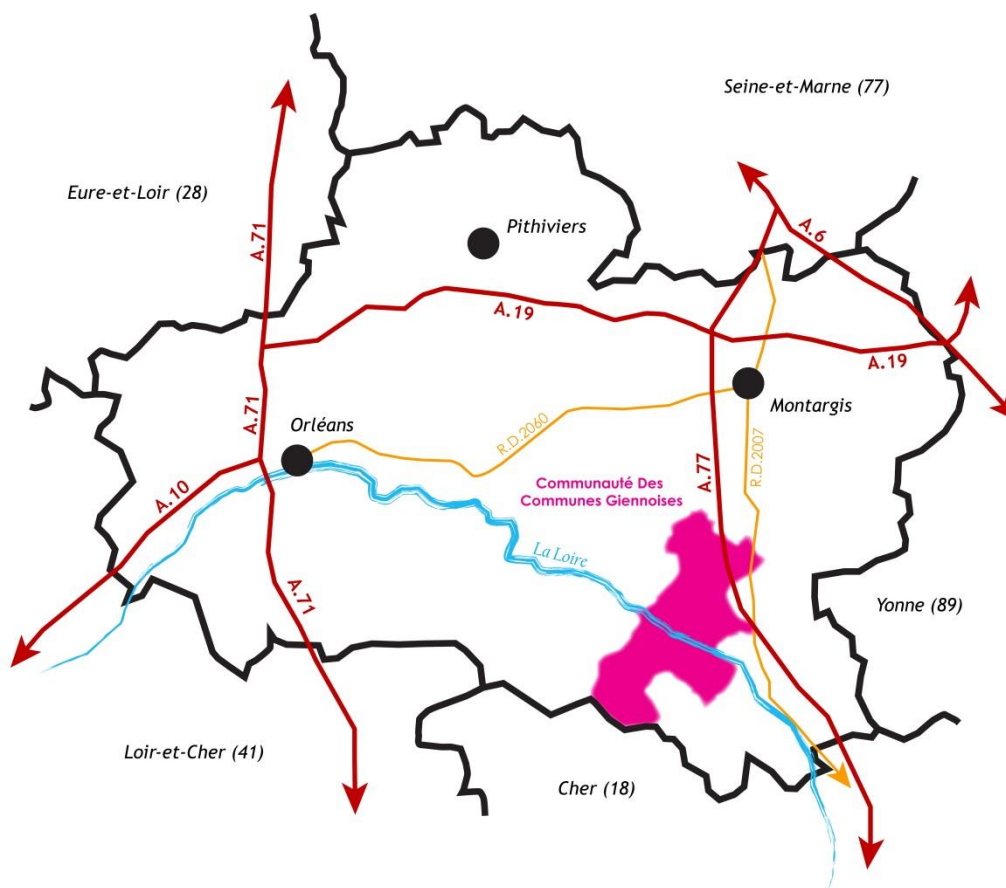 Seine-et-Marne (77)
Eure-et-Loir (28)
A.71
Pithiviers
A.6
A.19
A.19
A.71
Orléans
Montargis
R.D.2060
R.D.2007
A.77
A.10
Communauté Des
Communes Giennoises
La Loire
A.71
Yonne (89)
Loir-et-Cher (41)
Cher (18)